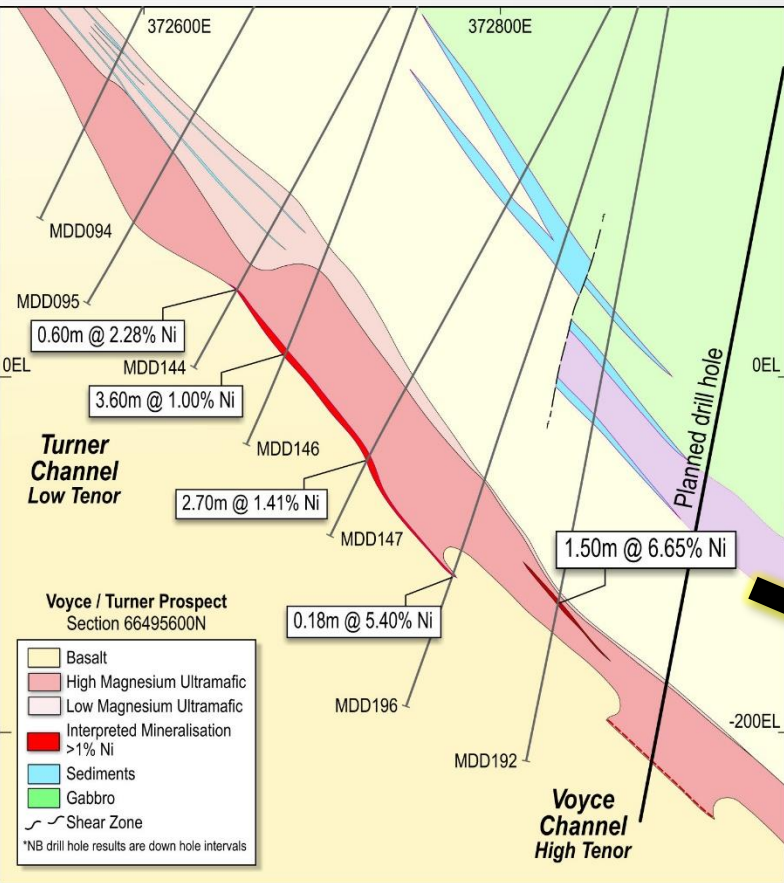 372600E
372800E
MDD094
MDD095
0.60m @ 2.28% Ni
0EL
MDD144
0EL
3.60m @ 1.00% Ni
Planned drill hole
Turner
Channel
Low Tenor
MDD146
2.70m @ 1.41% Ni
MDD147
1.50m @ 6.65% Ni
0.18m @ 5.40% Ni
MDD196
-200EL
MDD192
Voyce
Channel
High Tenor
Voyce / Turner Prospect
Section 66495600N
Basalt
High Magnesium Ultramafic
Low Magnesium Ultramafic
Interpreted Mineralisation
>1% Ni
Sediments
Gabbro
Shear Zone
*NB drill hole results are down hole intervals